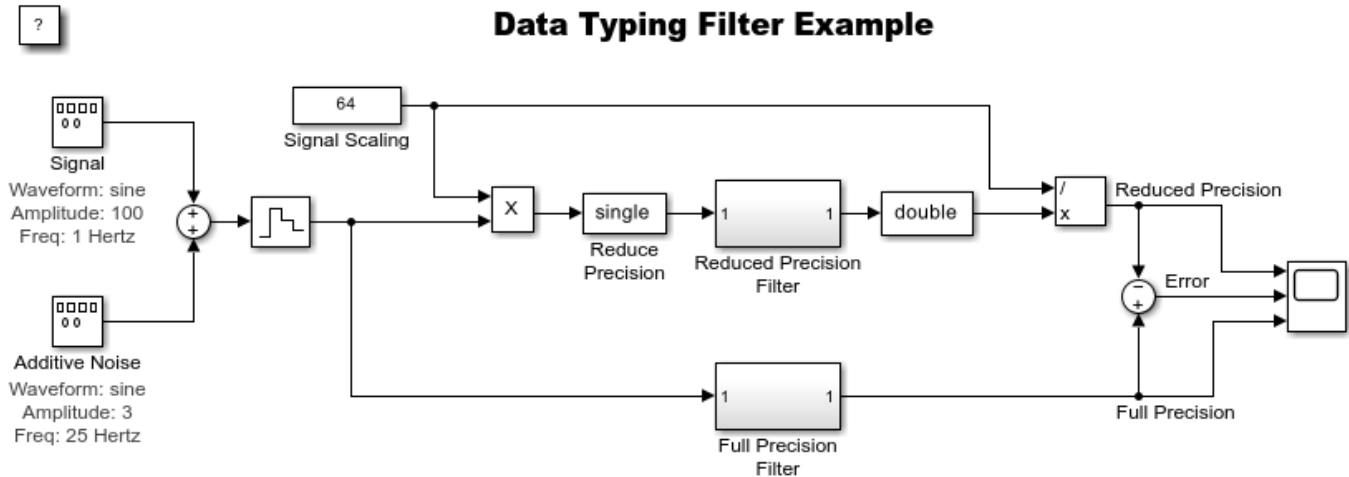 ?
Data Typing Filter Example
64
Signal Scaling
Signal
Waveform: sine
Amplitude: 100
Freq: 1 Hertz
+
+
X
single
Reduce
Precision
1 1
Reduced Precision
Filter
double
/
x
Reduced Precision
−
+
Error
Additive Noise
Waveform: sine
Amplitude: 3
Freq: 25 Hertz
1 1
Full Precision
Filter
Full Precision